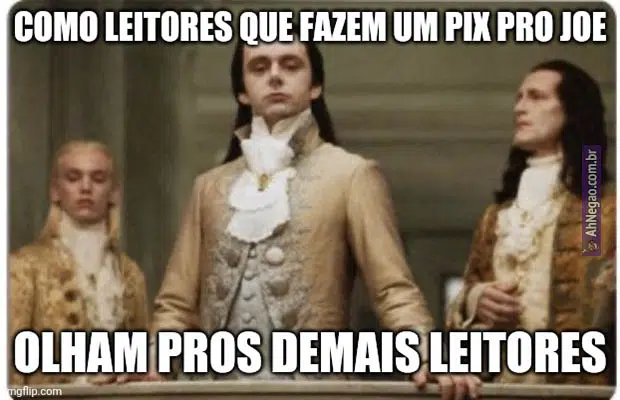 COMO LEITORES QUE FAZEM UM PIX PRO JOE
AhNegao.com.br
OLHAM PROS DEMAIS LEITORES
imgflip.com